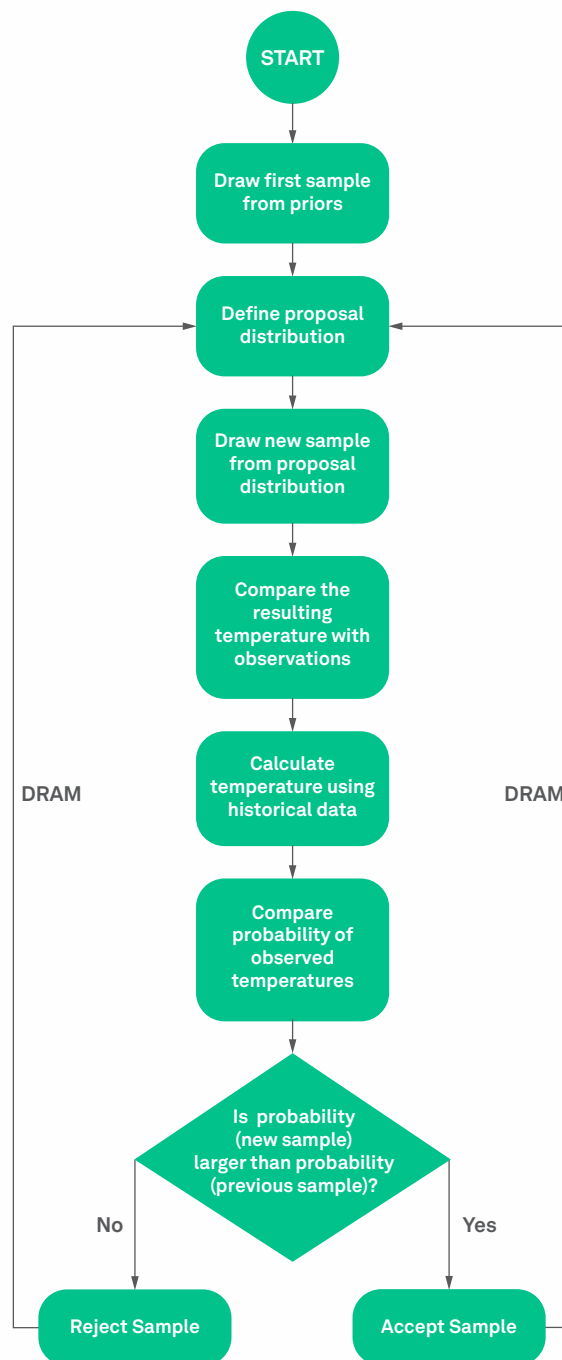 START
Draw first sample
from priors
Define proposal
distribution
Draw new sample
from proposal
distribution
Compare the
resulting
temperature with
observations
Calculate
temperature using
historical data
DRAM
DRAM
Compare
probability of
observed
temperatures
Is probability
(new sample)
larger than probability
(previous sample)?
No
Yes
Reject Sample
Accept Sample